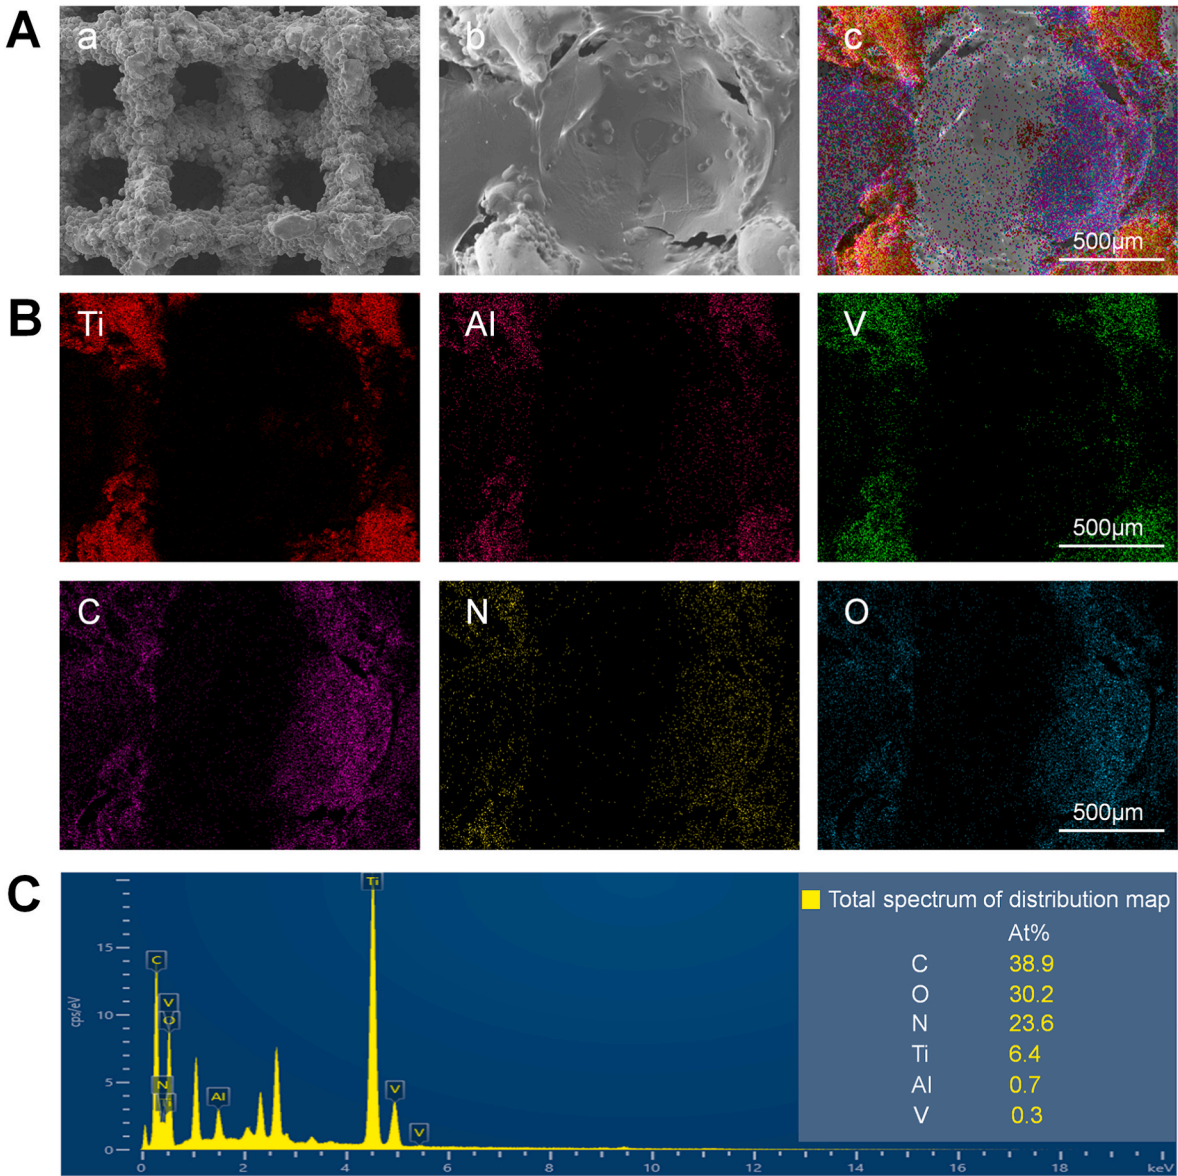 A
a
b
c
500μm
B
Ti
Al
V
500μm
C
N
O
500μm
C
cps/eV
15
10
5
0
C
V
O
N
Ti
Al
Ti
V
V
0
2
4
6
8
10
12
14
16
18
keV
Total spectrum of distribution map
At%
C 38.9
O 30.2
N 23.6
Ti 6.4
Al 0.7
V 0.3